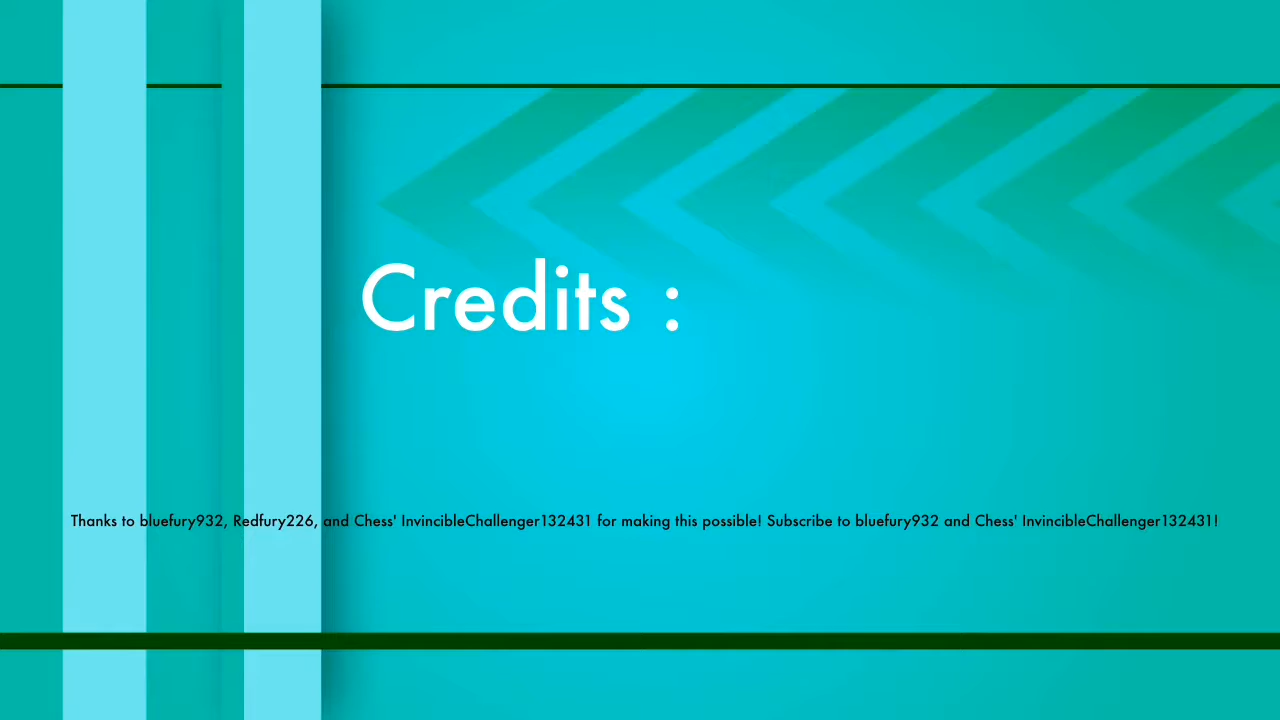 Credits :
Thanks to bluefury932, Redfury226, and Chess' InvincibleChallenger132431 for making this possible! Subscribe to bluefury932 and Chess' InvincibleChallenger132431!